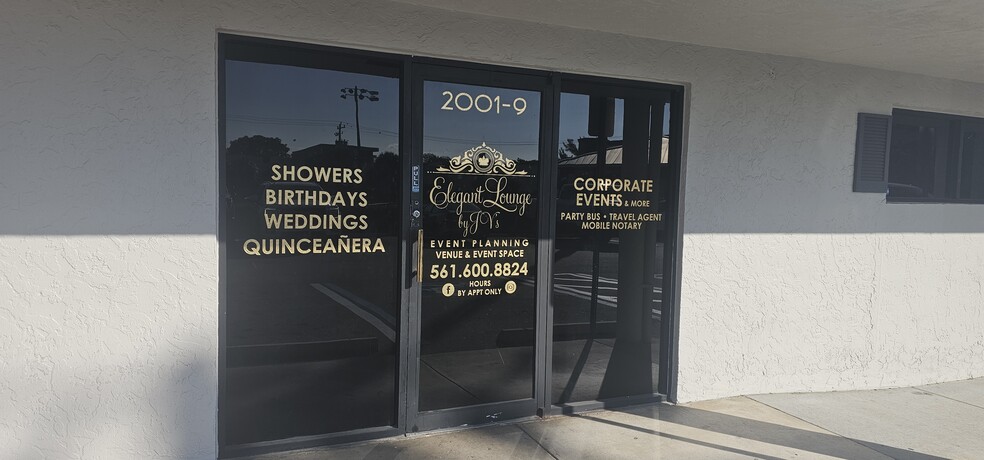 SHOWERS
BIRTHDAYS
WEDDINGS
QUINCEAÑERA
2001-9
Elegant Lounge
by JV's
EVENT PLANNING
VENUE & EVENT SPACE
561.600.8824
HOURS
BY APPT ONLY
CORPORATE
EVENTS & MORE
PARTY BUS • TRAVEL AGENT
MOBILE NOTARY